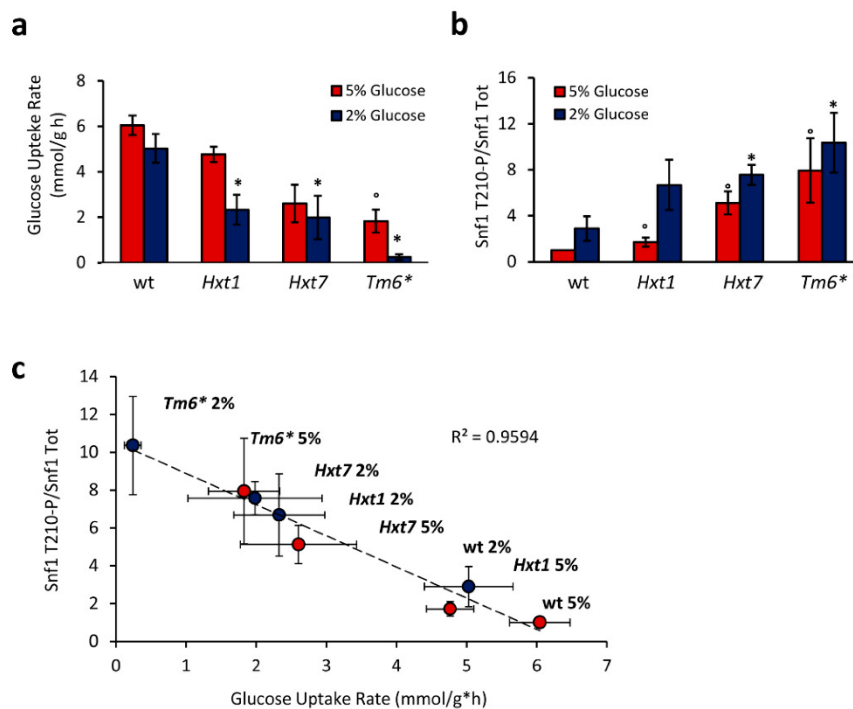 a
Glucose Upteke Rate
(mmol/g h)
8
6
4
2
0
5% Glucose
2% Glucose
*
*
°
*
wt
Hxt1
Hxt7
Tm6*
b
Snf1 T210-P/Snf1 Tot
16
12
8
4
0
5% Glucose
2% Glucose
°
°
*
°
*
wt
Hxt1
Hxt7
Tm6*
c
Snf1 T210-P/Snf1 Tot
14
12
10
8
6
4
2
0
Tm6* 2%
Tm6* 5%
R² = 0.9594
Hxt7 2%
Hxt1 2%
Hxt7 5%
wt 2%
Hxt1 5%
wt 5%
0 1 2 3 4 5 6 7
Glucose Uptake Rate (mmol/g*h)